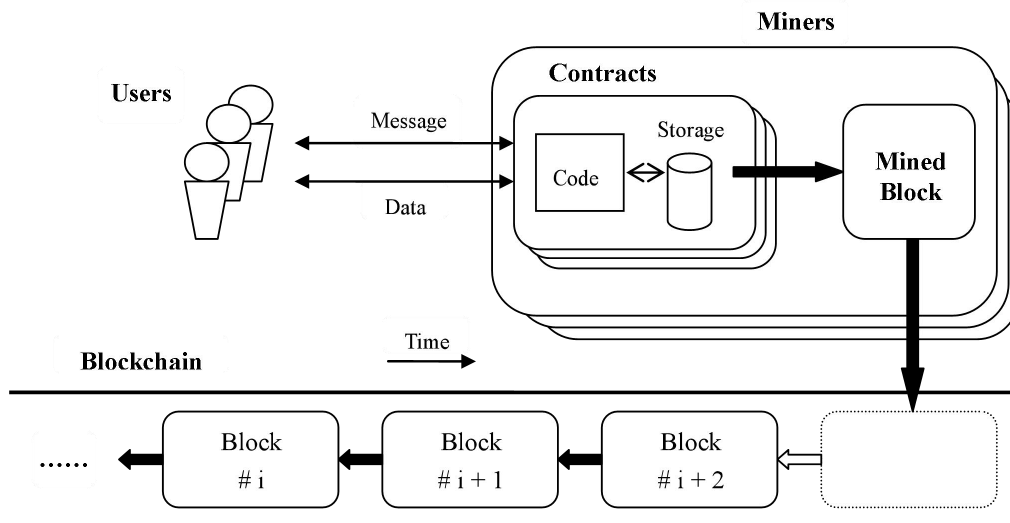 Miners
Contracts
Users
Message
Storage
Code
Mined
Block
Data
Time
Blockchain
......
Block
# i
Block
# i + 1
Block
# i + 2